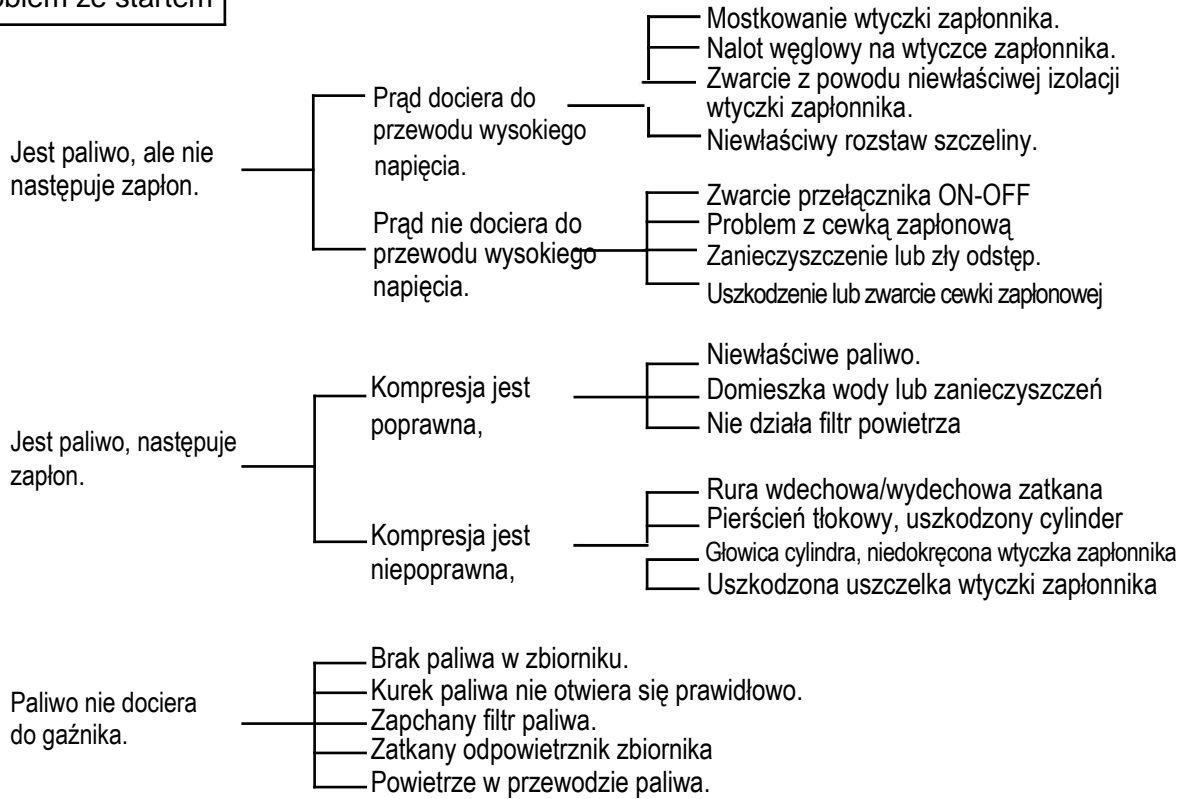 oblem ze startem
Jest paliwo, ale nie
następuje zapłon.
Prąd dociera do
przewodu wysokiego
napięcia.
Mostkowanie wtyczki zapłonnika.
Nalot węglowy na wtyczce zapłonnika.
Zwarcie z powodu niewłaściwej izolacji
wtyczki zapłonnika.
Niewłaściwy rozstaw szczeliny.
Prąd nie dociera do
przewodu wysokiego
napięcia.
Zwarcie przełącznika ON-OFF
Problem z cewką zapłonową
Zanieczyszczenie lub zły odstęp.
Uszkodzenie lub zwarcie cewki zapłonowej
Jest paliwo, następuje
zapłon.
Kompresja jest
poprawna,
Niewłaściwe paliwo.
Domieszka wody lub zanieczyszczeń
Nie działa filtr powietrza
Kompresja jest
niepoprawna,
Rura wdechowa/wydechowa zatkana
Pierścień tłokowy, uszkodzony cylinder
Głowica cylindra, niedokręcona wtyczka zapłonnika
Uszkodzona uszczelka wtyczki zapłonnika
Paliwo nie dociera
do gaźnika.
Brak paliwa w zbiorniku.
Kurek paliwa nie otwiera się prawidłowo.
Zapchany filtr paliwa.
Zatkany odpowietrznik zbiornika
Powietrze w przewodzie paliwa.